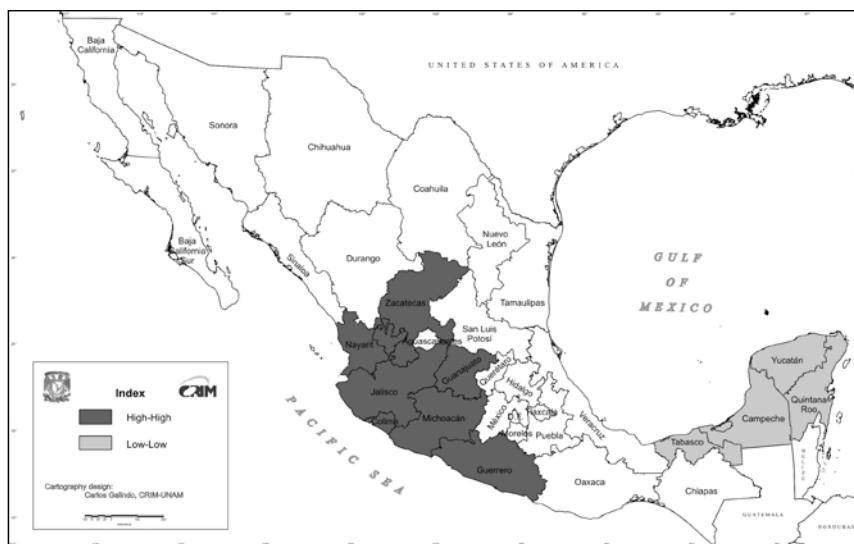 Baja
California
UNITED STATES OF AMERICA
Sonora
Chihuahua
Coahuila
Nuevo
León
Baja
California
Sur
Sinaloa
Durango
GULF
OF
MEXICO
Zacatecas
Tamaulipas
San Luis
Potosí
Nayarit
Aguascalientes
Guanajuato
Querétaro
Hidalgo
Yucatán
Jalisco
Quintana
Roo
Campeche
Colima
Michoacán
México
D.F.
Tlaxcala
Veracruz
Morelos
Puebla
Tabasco
PACIFIC SEA
Guerrero
Oaxaca
Chiapas
BELIZE
GUATEMALA
HONDURAS
CRIM
Index
High-High
Low-Low
Cartography design:
Carlos Galindo, CRIM-UNAM